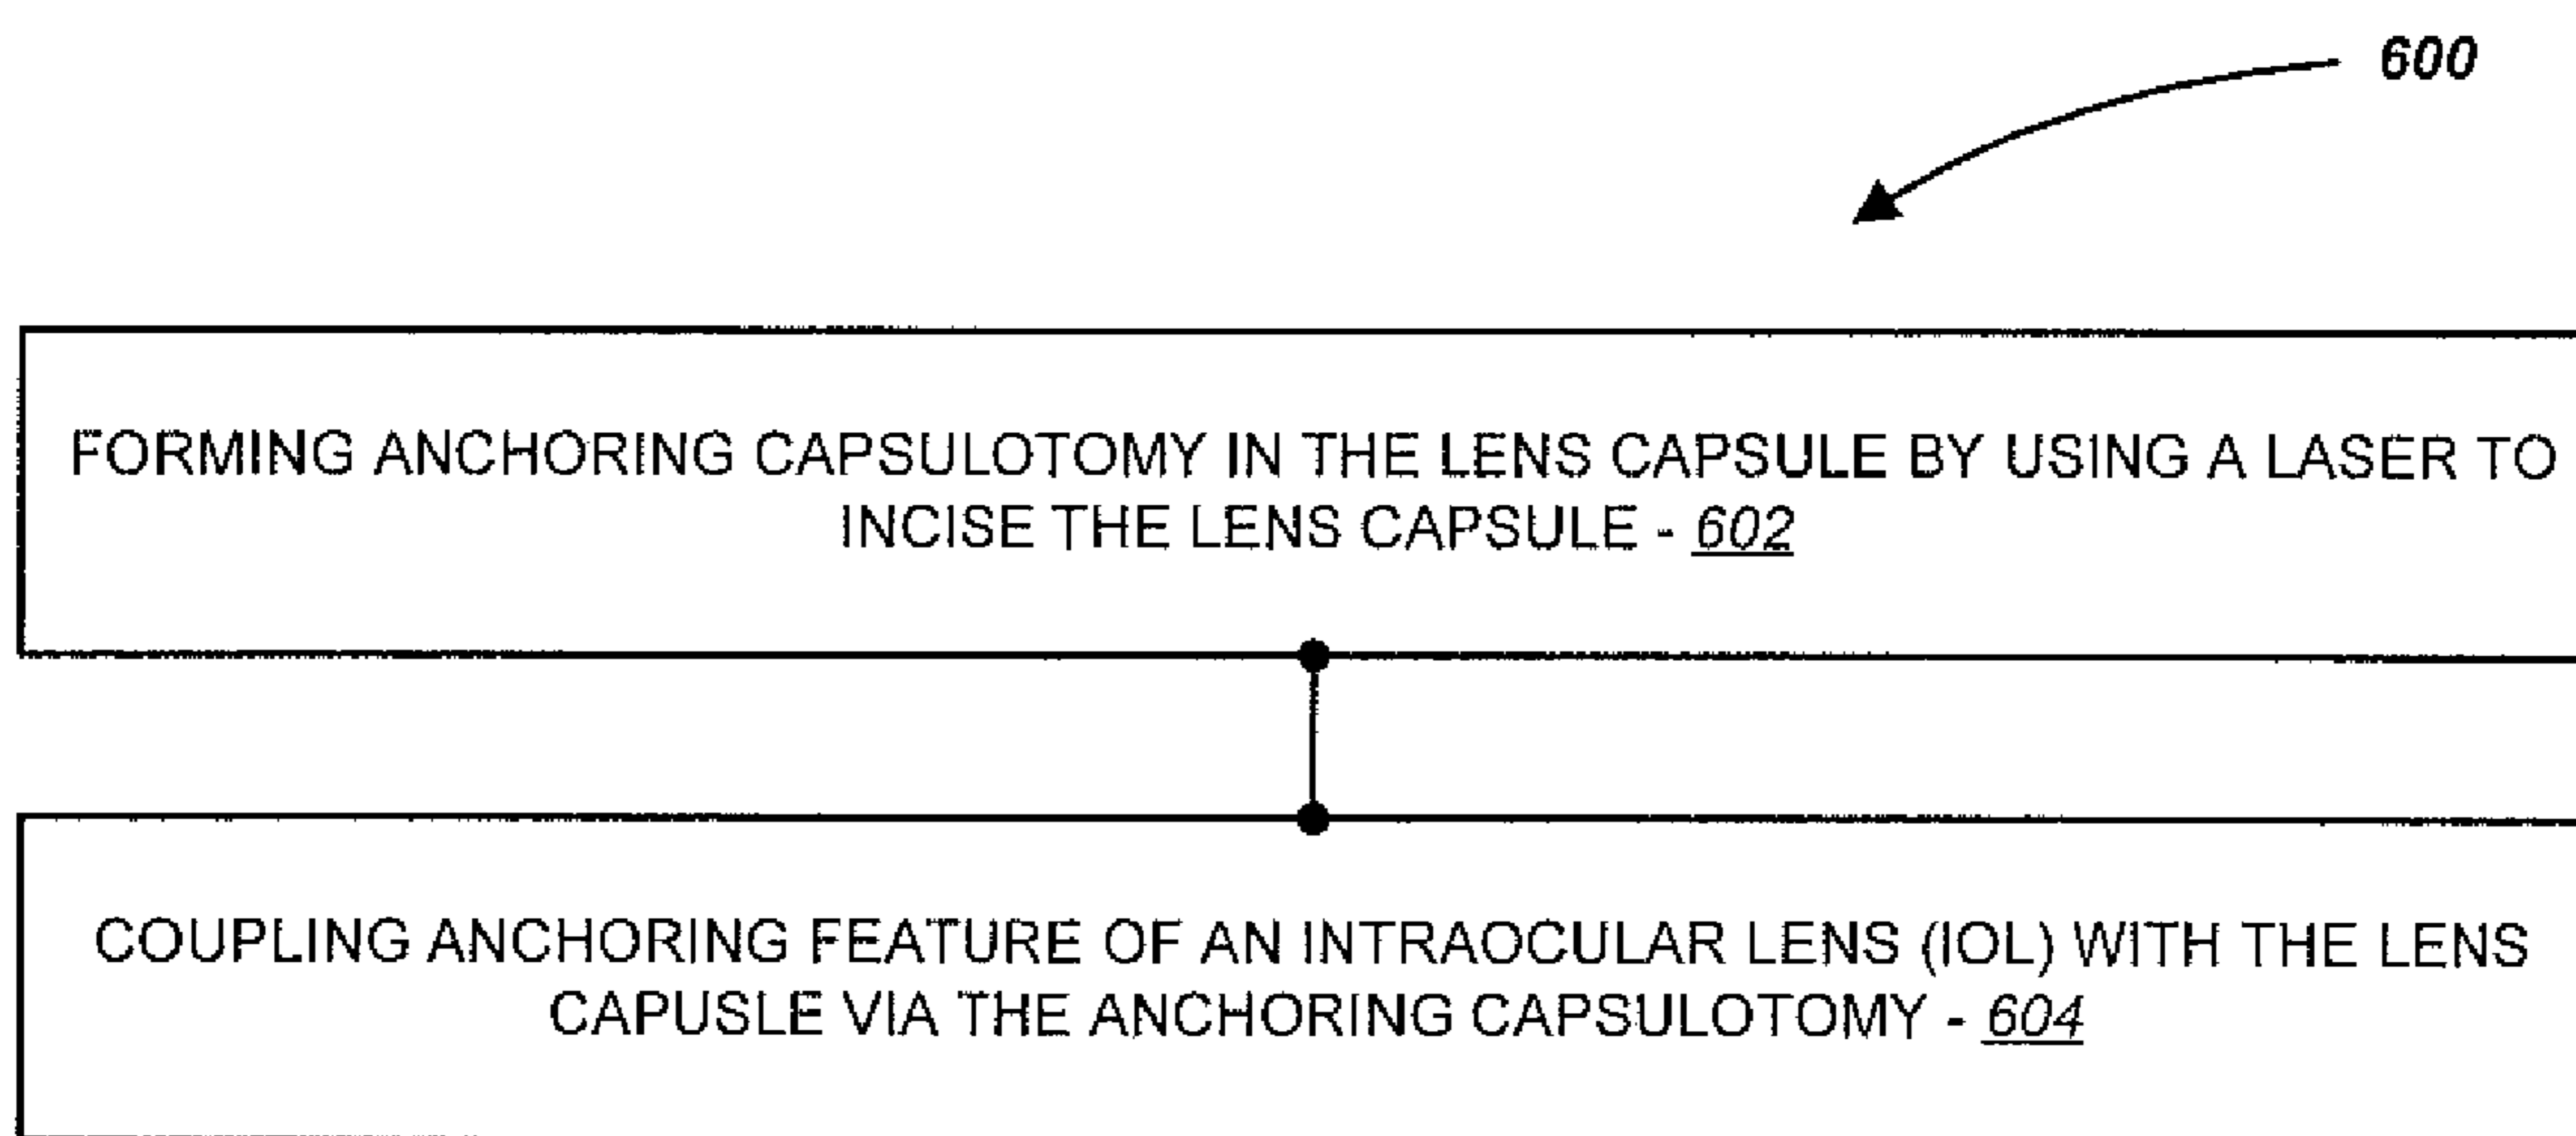 600
FORMING ANCHORING CAPSULOTOMY IN THE LENS CAPSULE BY USING A LASER TO
INCISE THE LENS CAPSULE - 602
COUPLING ANCHORING FEATURE OF AN INTRAOCULAR LENS (IOL) WITH THE LENS
CAPUSLE VIA THE ANCHORING CAPSULOTOMY - 604